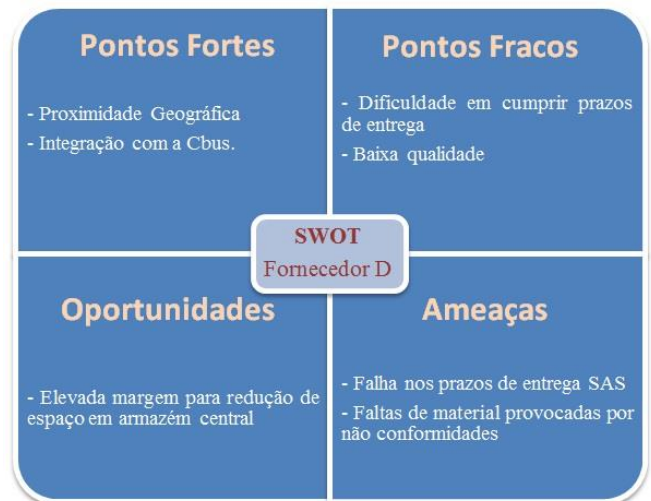 Pontos Fortes
- Proximidade Geográfica
- Integração com a Cbus.
Pontos Fracos
- Dificuldade em cumprir prazos
de entrega
- Baixa qualidade
SWOT
Fornecedor D
Oportunidades
- Elevada margem para redução de
espaço em armazém central
Ameaças
- Falha nos prazos de entrega SAS
- Faltas de material provocadas por
não conformidades